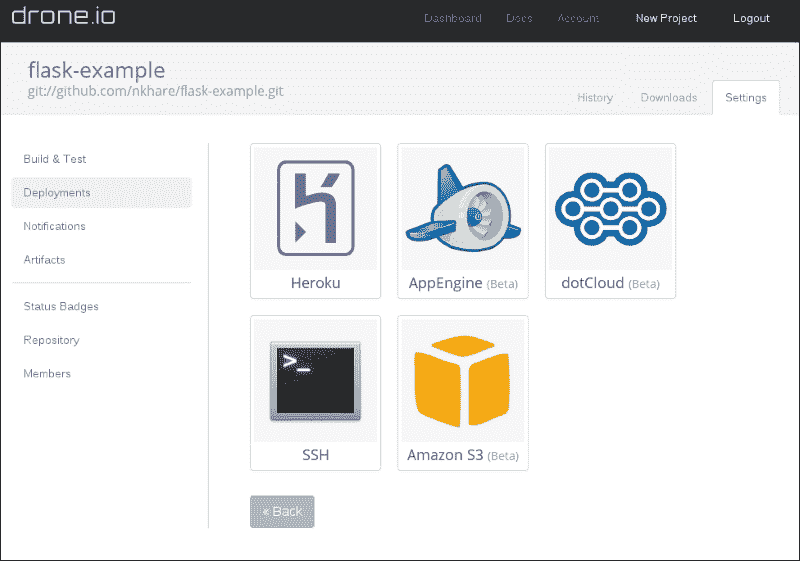 drone.io
Dashboard Docs Account New Project Logout
flask-example
git://github.com/nkhare/flask-example.git
History Downloads Settings
Build & Test
Deployments
Notifications
Artifacts
Status Badges
Repository
Members
Heroku
AppEngine (Beta)
dotCloud (Beta)
>_
SSH
Amazon S3 (Beta)
« Back